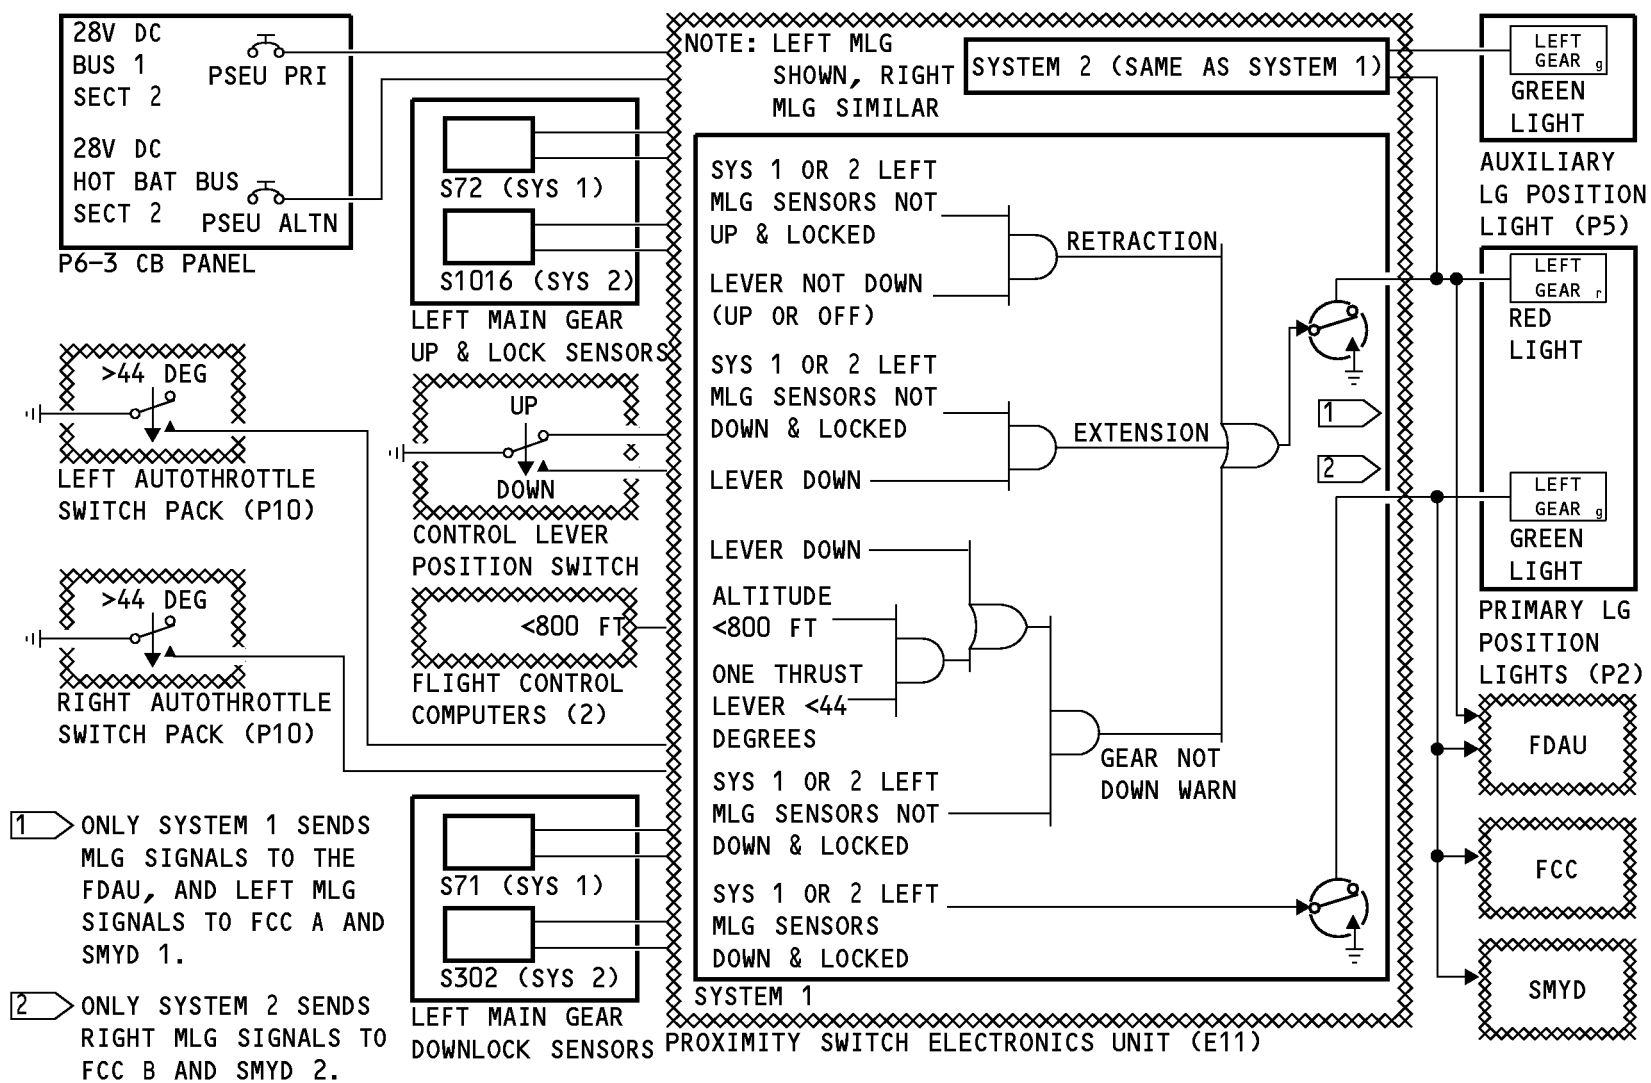 28V DC
BUS 1
SECT 2
PSEU PRI
28V DC
HOT BAT BUS
SECT 2
PSEU ALTN
P6-3 CB PANEL
>44 DEG
LEFT AUTOTHROTTLE
SWITCH PACK (P10)
>44 DEG
RIGHT AUTOTHROTTLE
SWITCH PACK (P10)
1
ONLY SYSTEM 1 SENDS
MLG SIGNALS TO THE
FDAU, AND LEFT MLG
SIGNALS TO FCC A AND
SMYD 1.
2
ONLY SYSTEM 2 SENDS
RIGHT MLG SIGNALS TO
FCC B AND SMYD 2.
S72 (SYS 1)
S1016 (SYS 2)
LEFT MAIN GEAR
UP & LOCK SENSORS
UP
DOWN
CONTROL LEVER
POSITION SWITCH
<800 FT
FLIGHT CONTROL
COMPUTERS (2)
S71 (SYS 1)
S302 (SYS 2)
LEFT MAIN GEAR
DOWNLOCK SENSORS
NOTE: LEFT MLG
SHOWN, RIGHT
MLG SIMILAR
SYSTEM 2 (SAME AS SYSTEM 1)
SYS 1 OR 2 LEFT
MLG SENSORS NOT
UP & LOCKED
LEVER NOT DOWN
(UP OR OFF)
RETRACTION
SYS 1 OR 2 LEFT
MLG SENSORS NOT
DOWN & LOCKED
LEVER DOWN
EXTENSION
LEVER DOWN
ALTITUDE
<800 FT
ONE THRUST
LEVER <44
DEGREES
SYS 1 OR 2 LEFT
MLG SENSORS NOT
DOWN & LOCKED
GEAR NOT
DOWN WARN
SYS 1 OR 2 LEFT
MLG SENSORS
DOWN & LOCKED
1
2
SYSTEM 1
PROXIMITY SWITCH ELECTRONICS UNIT (E11)
LEFT
GEAR g
GREEN
LIGHT
AUXILIARY
LG POSITION
LIGHT (P5)
LEFT
GEAR r
RED
LIGHT
LEFT
GEAR g
GREEN
LIGHT
PRIMARY LG
POSITION
LIGHTS (P2)
FDAU
FCC
SMYD